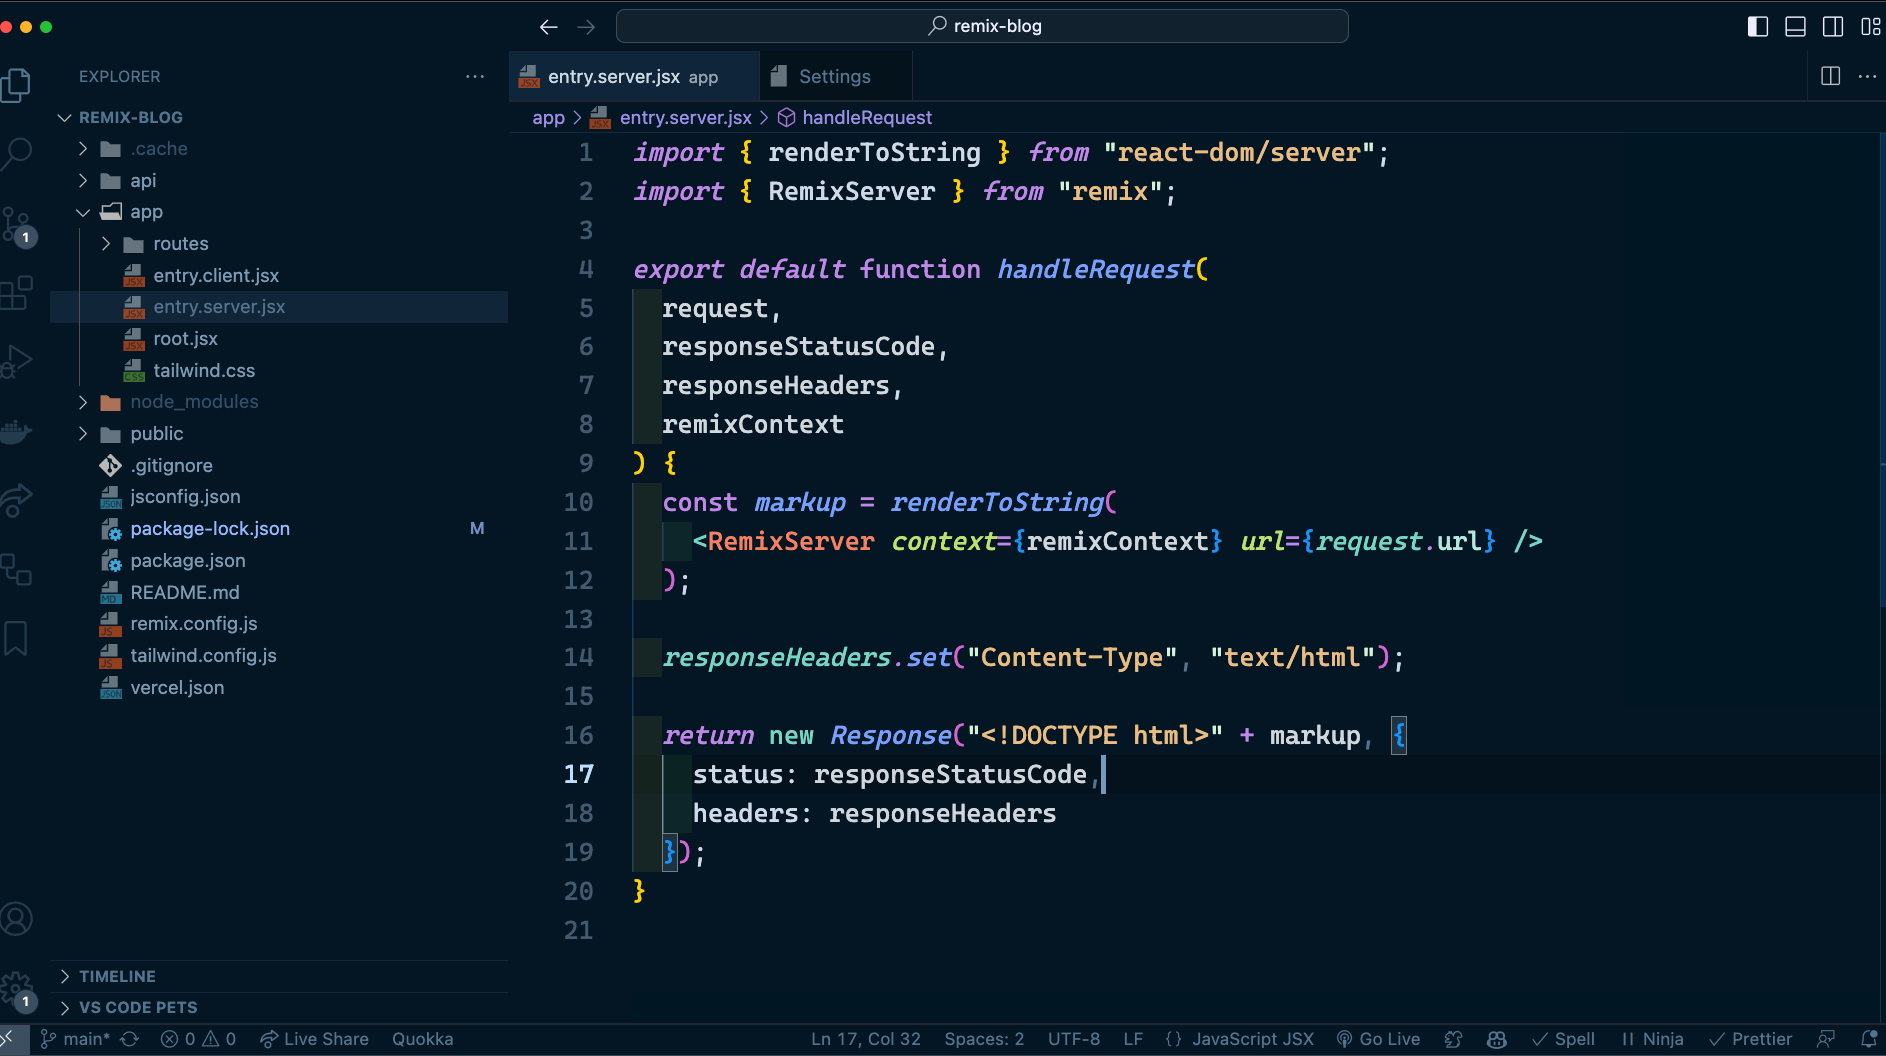 remix-blog
EXPLORER
REMIX-BLOG
.cache
api
app
routes
entry.client.jsx
entry.server.jsx
root.jsx
tailwind.css
node_modules
public
.gitignore
jsconfig.json
package-lock.json M
package.json
README.md
remix.config.js
tailwind.config.js
vercel.json
TIMELINE
VS CODE PETS
1
1
entry.server.jsx app
Settings
app > entry.server.jsx > handleRequest
1 import { renderToString } from "react-dom/server";
2 import { RemixServer } from "remix";
3
4 export default function handleRequest(
5 request,
6 responseStatusCode,
7 responseHeaders,
8 remixContext
9 ) {
10 const markup = renderToString(
11 <RemixServer context={remixContext} url={request.url} />
12 );
13
14 responseHeaders.set("Content-Type", "text/html");
15
16 return new Response("<!DOCTYPE html>" + markup, {
17 status: responseStatusCode,
18 headers: responseHeaders
19 });
20 }
21
main* 0 0 Live Share Quokka Ln 17, Col 32 Spaces: 2 UTF-8 LF {} JavaScript JSX Go Live Spell Ninja Prettier